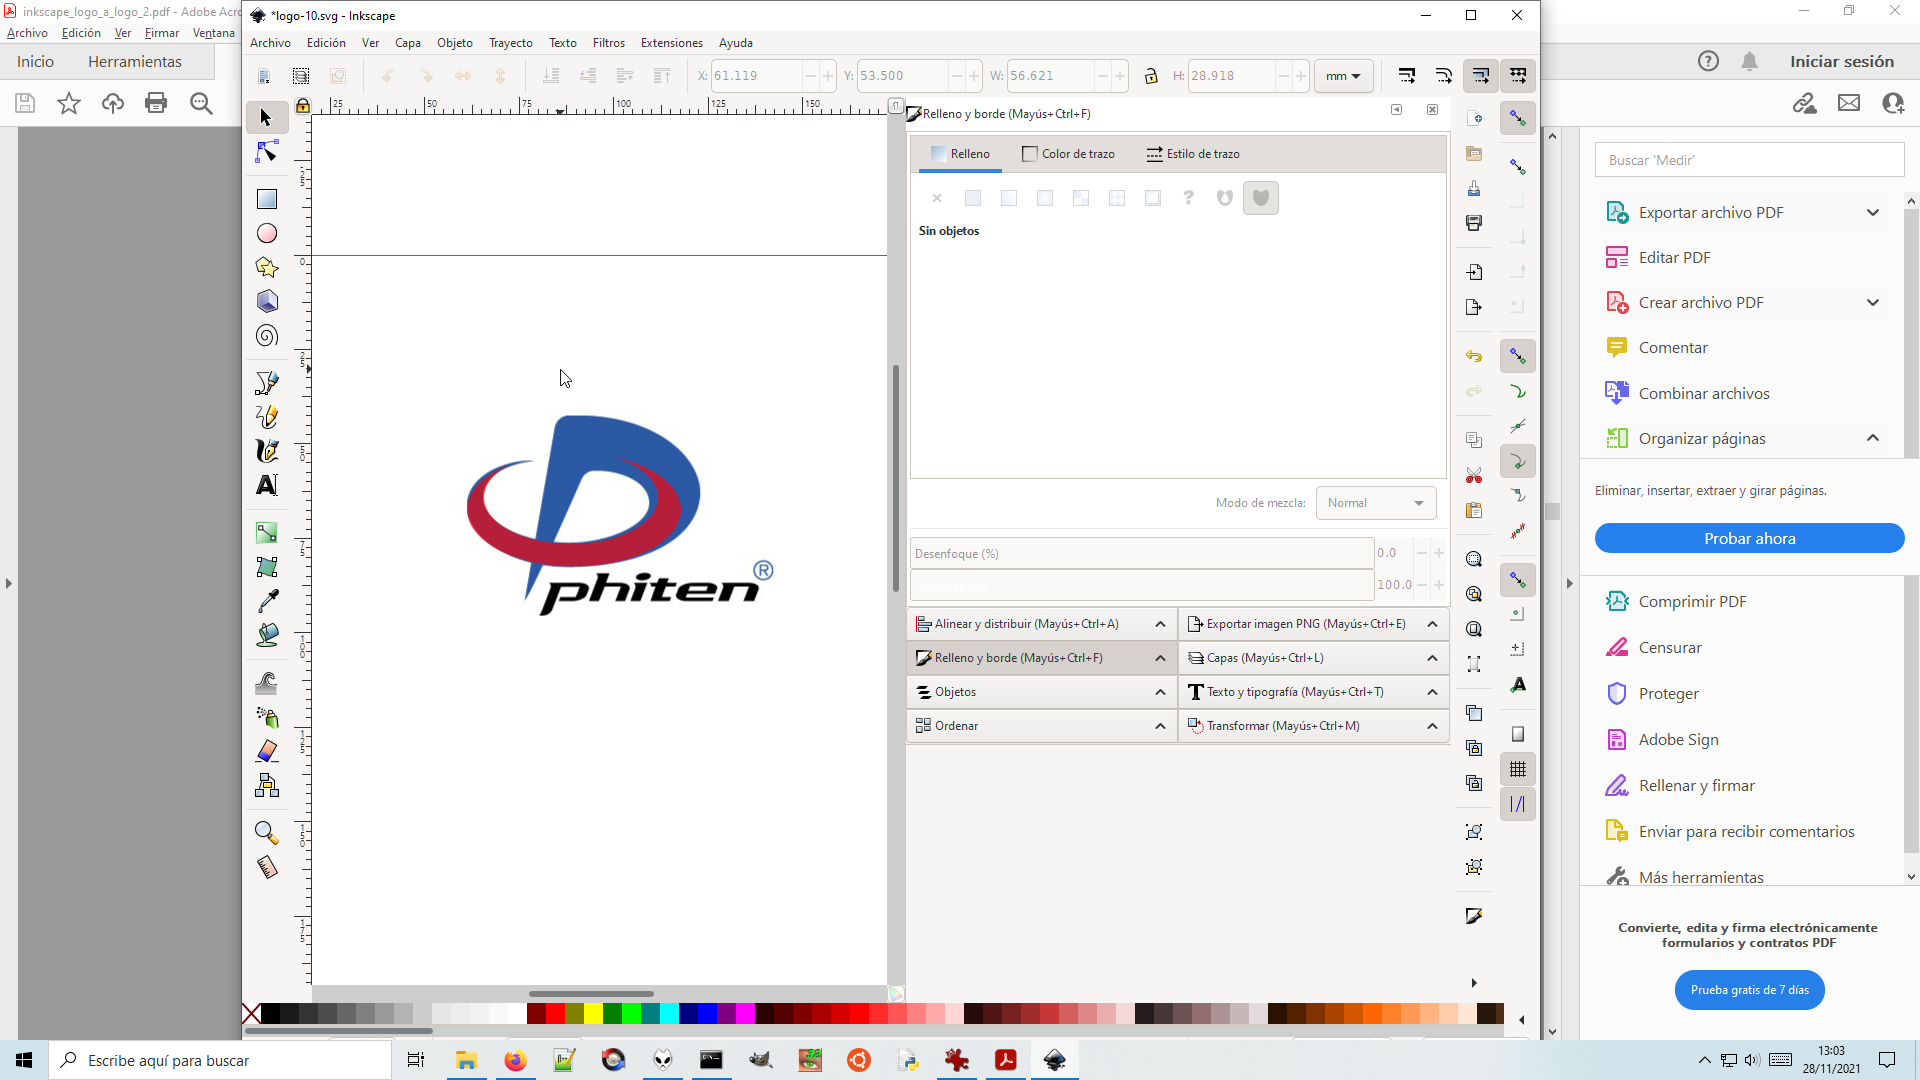 inkscape_logo_a_logo_2.pdf - Adobe Acro
Archivo Edición Ver Firmar Ventana
Inicio Herramientas
*logo-10.svg - Inkscape
Archivo Edición Ver Capa Objeto Trayecto Texto Filtros Extensiones Ayuda
X: 61.119 Y: 53.500 W: 56.621 H: 28.918 mm
Iniciar sesión
25 50 75 100 125 150
Relleno y borde (Mayús+Ctrl+F)
Relleno Color de trazo Estilo de trazo
Sin objetos
phiten®
Modo de mezcla: Normal
Desenfoque (%) 0.0
100.0
Alinear y distribuir (Mayús+Ctrl+A) Exportar imagen PNG (Mayús+Ctrl+E)
Relleno y borde (Mayús+Ctrl+F) Capas (Mayús+Ctrl+L)
Objetos Texto y tipografía (Mayús+Ctrl+T)
Ordenar Transformar (Mayús+Ctrl+M)
Buscar 'Medir'
Exportar archivo PDF
Editar PDF
Crear archivo PDF
Comentar
Combinar archivos
Organizar páginas
Eliminar, insertar, extraer y girar páginas.
Probar ahora
Comprimir PDF
Censurar
Proteger
Adobe Sign
Rellenar y firmar
Enviar para recibir comentarios
Más herramientas
Convierte, edita y firma electrónicamente
formularios y contratos PDF
Prueba gratis de 7 días
Escribe aquí para buscar
13:03
28/11/2021